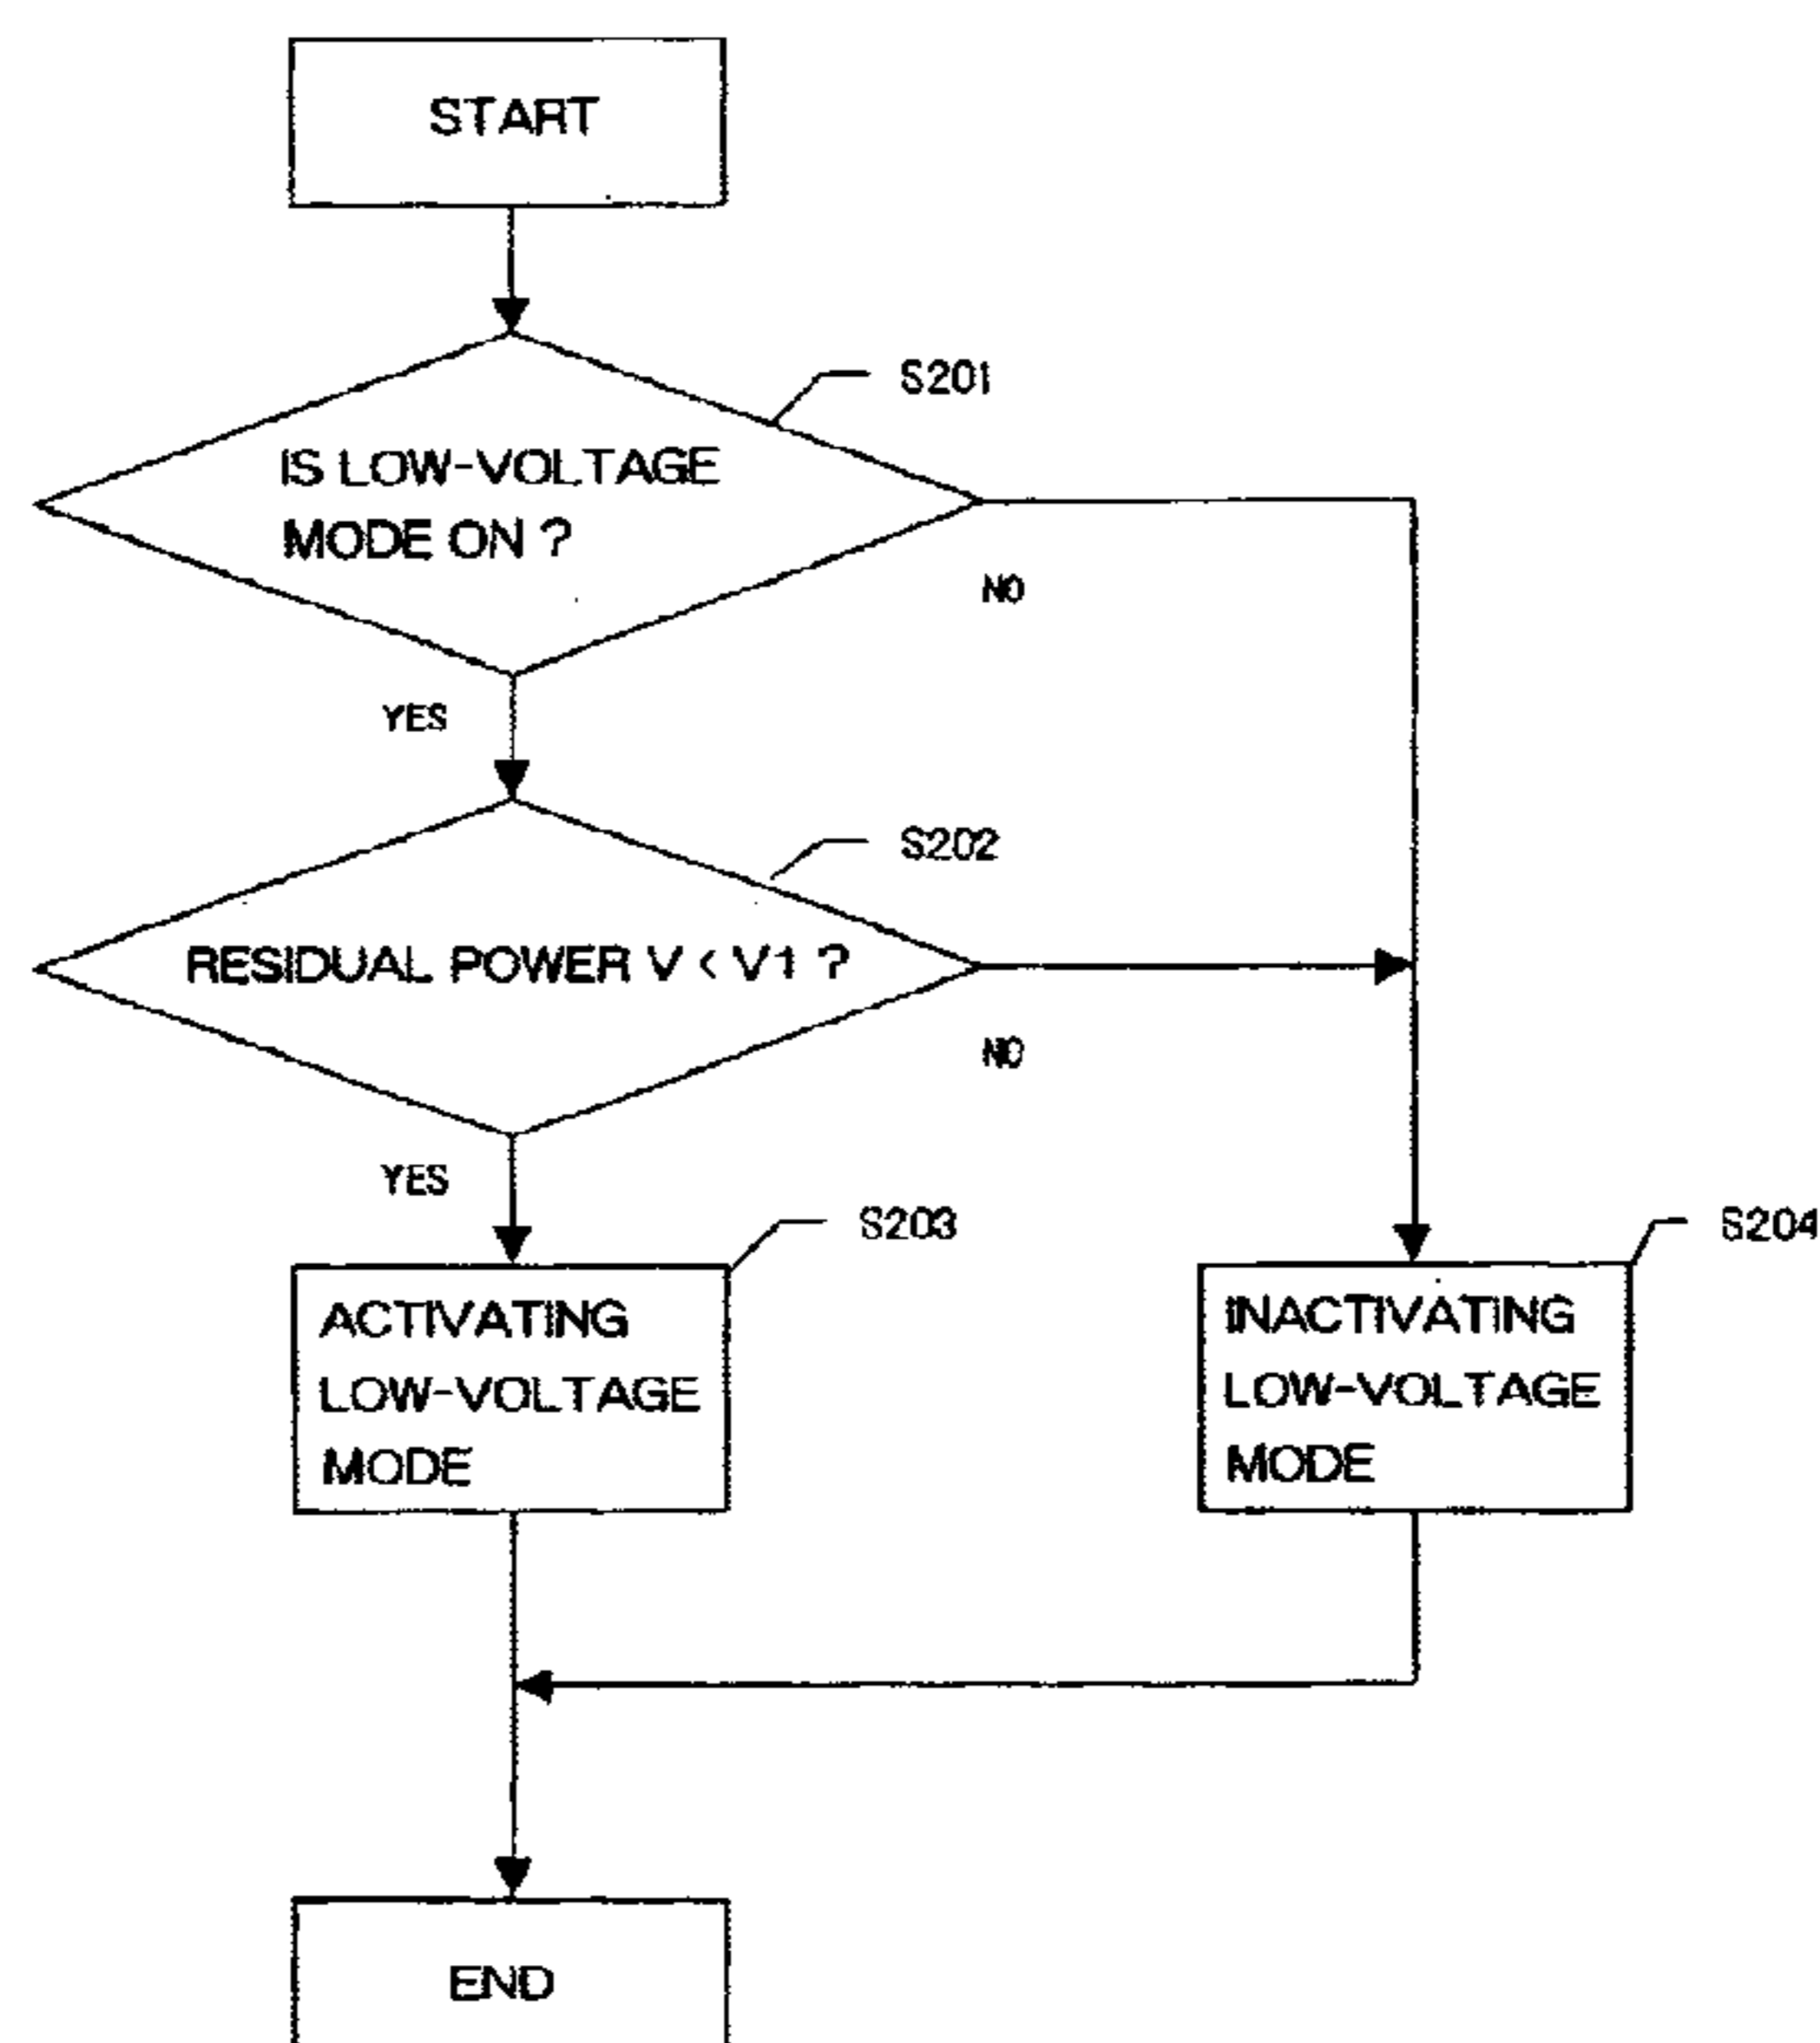 START
S201
IS LOW-VOLTAGE
MODE ON ?
NO
YES
S202
RESIDUAL POWER V < V1 ?
NO
YES
S203
S204
ACTIVATING
LOW-VOLTAGE
MODE
INACTIVATING
LOW-VOLTAGE
MODE
END